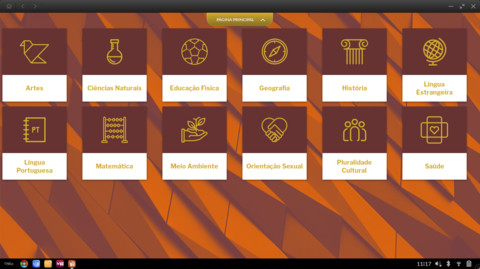 PÁGINA PRINCIPAL
Artes
Ciências Naturais
Educação Física
Geografia
História
Língua
Estrangeira
PT
Língua
Portuguesa
Matemática
Meio Ambiente
Orientação Sexual
Pluralidade
Cultural
Saúde
11:17